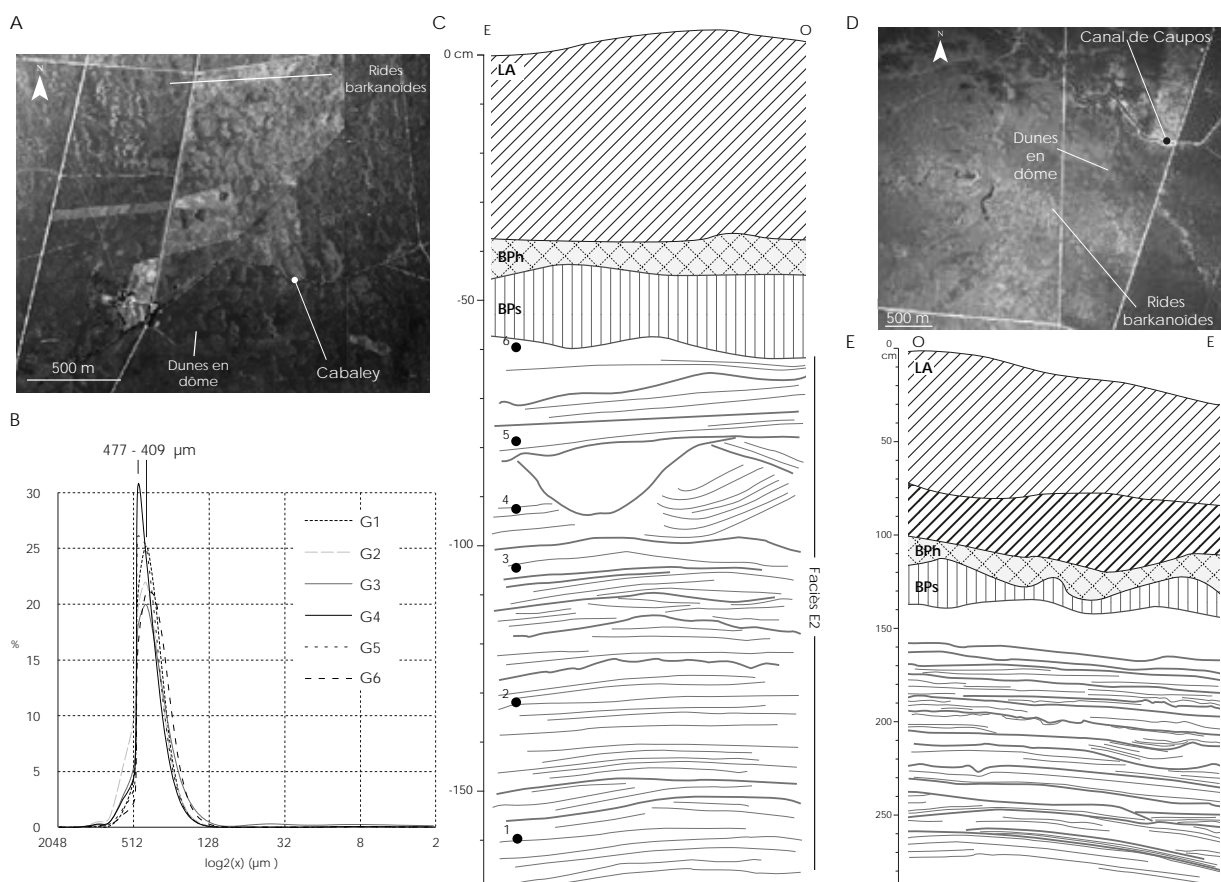 A
N
Rides
barkanoides
500 m
Dunes en
dôme
Cabaley
B
477 - 409 µm
30
25
20
15
10
5
0
%
G1
G2
G3
G4
G5
G6
2048
512
128
32
8
2
log2(x) (µm)
C
E
O
0 cm
-50
-100
-150
LA
BPh
BPs
6
5
4
3
2
1
Faciès E2
D
N
Canal de Caupos
Dunes
en
dôme
Rides
barkanoides
500 m
E
O
E
0
cm
50
100
150
200
250
LA
BPh
BPs